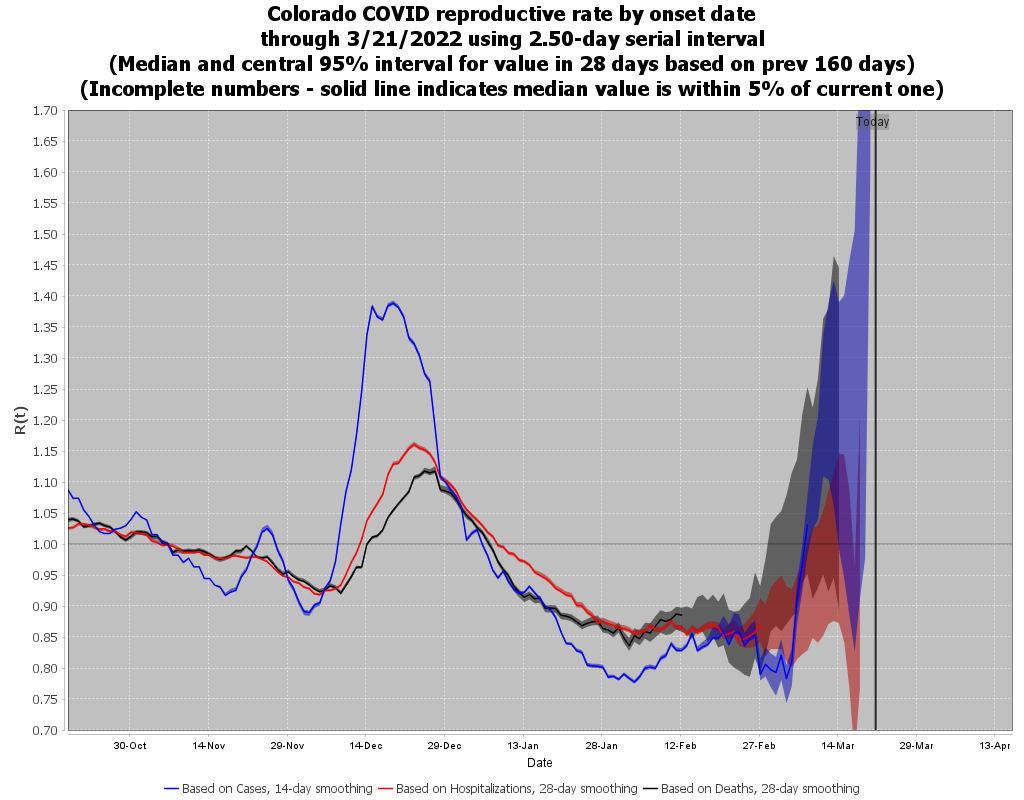 Colorado COVID reproductive rate by onset date
through 3/21/2022 using 2.50-day serial interval
(Median and central 95% interval for value in 28 days based on prev 160 days)
(Incomplete numbers - solid line indicates median value is within 5% of current one)
1.70
Today
1.65
1.60
1.55
1.50
1.45
1.40
1.35
1.30
1.25
1.20
1.15
1.10
1.05
1.00
0.95
0.90
0.85
0.80
0.75
0.70
R(t)
30-Oct 14-Nov 29-Nov 14-Dec 29-Dec 13-Jan 28-Jan 12-Feb 27-Feb 14-Mar 29-Mar 13-Apr
Date
Based on Cases, 14-day smoothing Based on Hospitalizations, 28-day smoothing Based on Deaths, 28-day smoothing